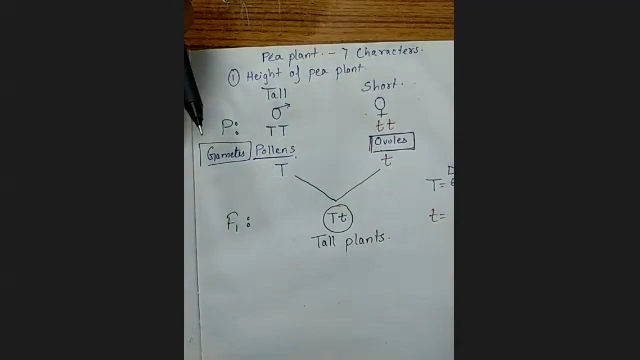 Pea plant. - 7 Characters.
① Height of pea plant.
Tall Short.
♂ ♀
P: TT tt
Gametes Pollens Ovules
T t
T=
F₁: Tt t=
Tall plants.